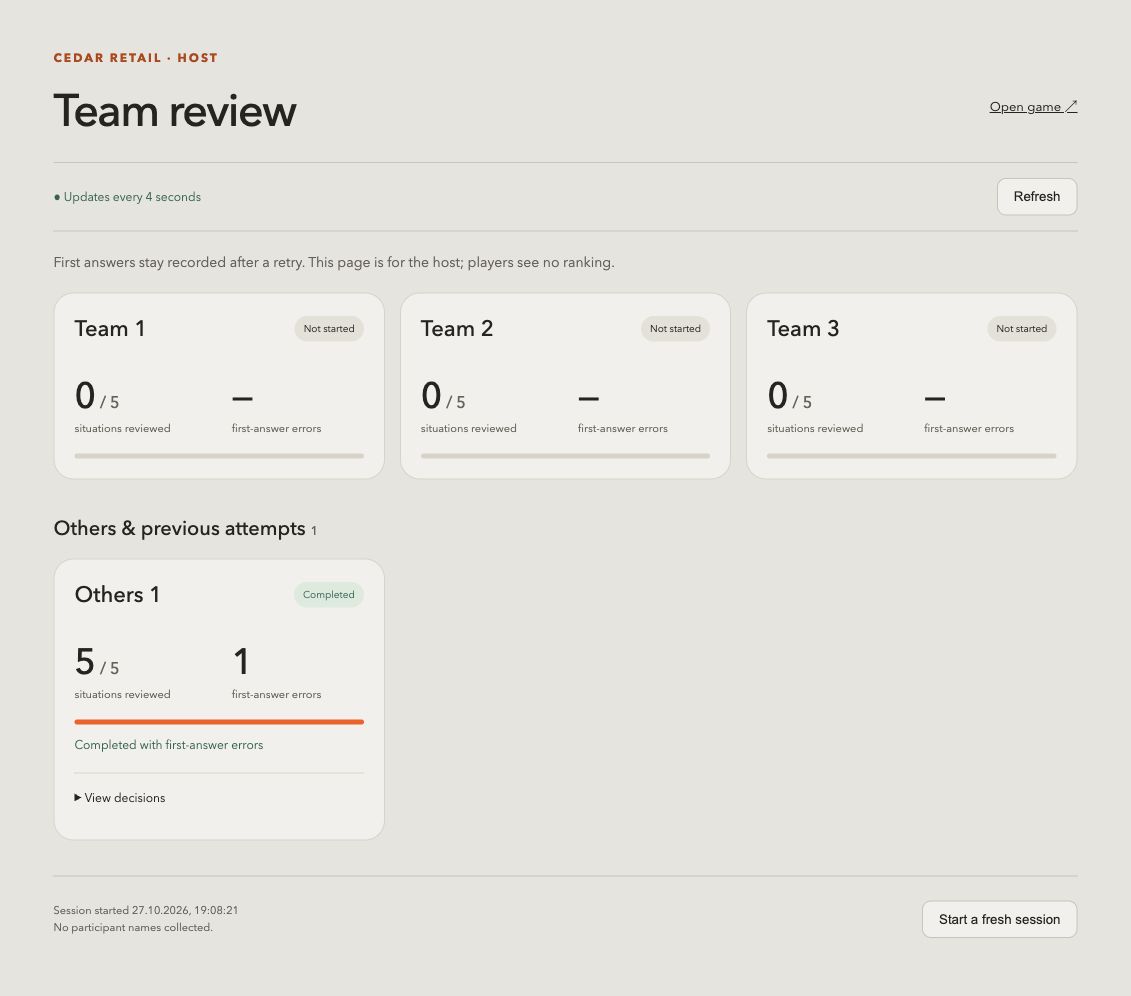 CEDAR RETAIL · HOST
Team review
Open game ↗
● Updates every 4 seconds
Refresh
First answers stay recorded after a retry. This page is for the host; players see no ranking.
Team 1
Not started
0 / 5
–
situations reviewed
first-answer errors
Team 2
Not started
0 / 5
–
situations reviewed
first-answer errors
Team 3
Not started
0 / 5
–
situations reviewed
first-answer errors
Others & previous attempts 1
Others 1
Completed
5 / 5
1
situations reviewed
first-answer errors
Completed with first-answer errors
▶ View decisions
Session started 27.10.2026, 19:08:21
No participant names collected.
Start a fresh session